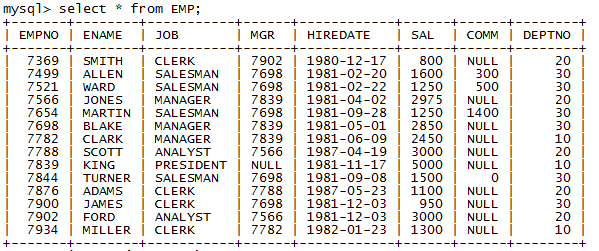 mysql> select * from EMP;
+-------+--------+-----------+------+------------+------+------+--------+
| EMPNO | ENAME | JOB | MGR | HIREDATE | SAL | COMM | DEPTNO |
+-------+--------+-----------+------+------------+------+------+--------+
| 7369 | SMITH | CLERK | 7902 | 1980-12-17 | 800 | NULL | 20 |
| 7499 | ALLEN | SALESMAN | 7698 | 1981-02-20 | 1600 | 300 | 30 |
| 7521 | WARD | SALESMAN | 7698 | 1981-02-22 | 1250 | 500 | 30 |
| 7566 | JONES | MANAGER | 7839 | 1981-04-02 | 2975 | NULL | 20 |
| 7654 | MARTIN | SALESMAN | 7698 | 1981-09-28 | 1250 | 1400 | 30 |
| 7698 | BLAKE | MANAGER | 7839 | 1981-05-01 | 2850 | NULL | 30 |
| 7782 | CLARK | MANAGER | 7839 | 1981-06-09 | 2450 | NULL | 10 |
| 7788 | SCOTT | ANALYST | 7566 | 1987-04-19 | 3000 | NULL | 20 |
| 7839 | KING | PRESIDENT | NULL | 1981-11-17 | 5000 | NULL | 10 |
| 7844 | TURNER | SALESMAN | 7698 | 1981-09-08 | 1500 | 0 | 30 |
| 7876 | ADAMS | CLERK | 7788 | 1987-05-23 | 1100 | NULL | 20 |
| 7900 | JAMES | CLERK | 7698 | 1981-12-03 | 950 | NULL | 30 |
| 7902 | FORD | ANALYST | 7566 | 1981-12-03 | 3000 | NULL | 20 |
| 7934 | MILLER | CLERK | 7782 | 1982-01-23 | 1300 | NULL | 10 |
+-------+--------+-----------+------+------------+------+------+--------+